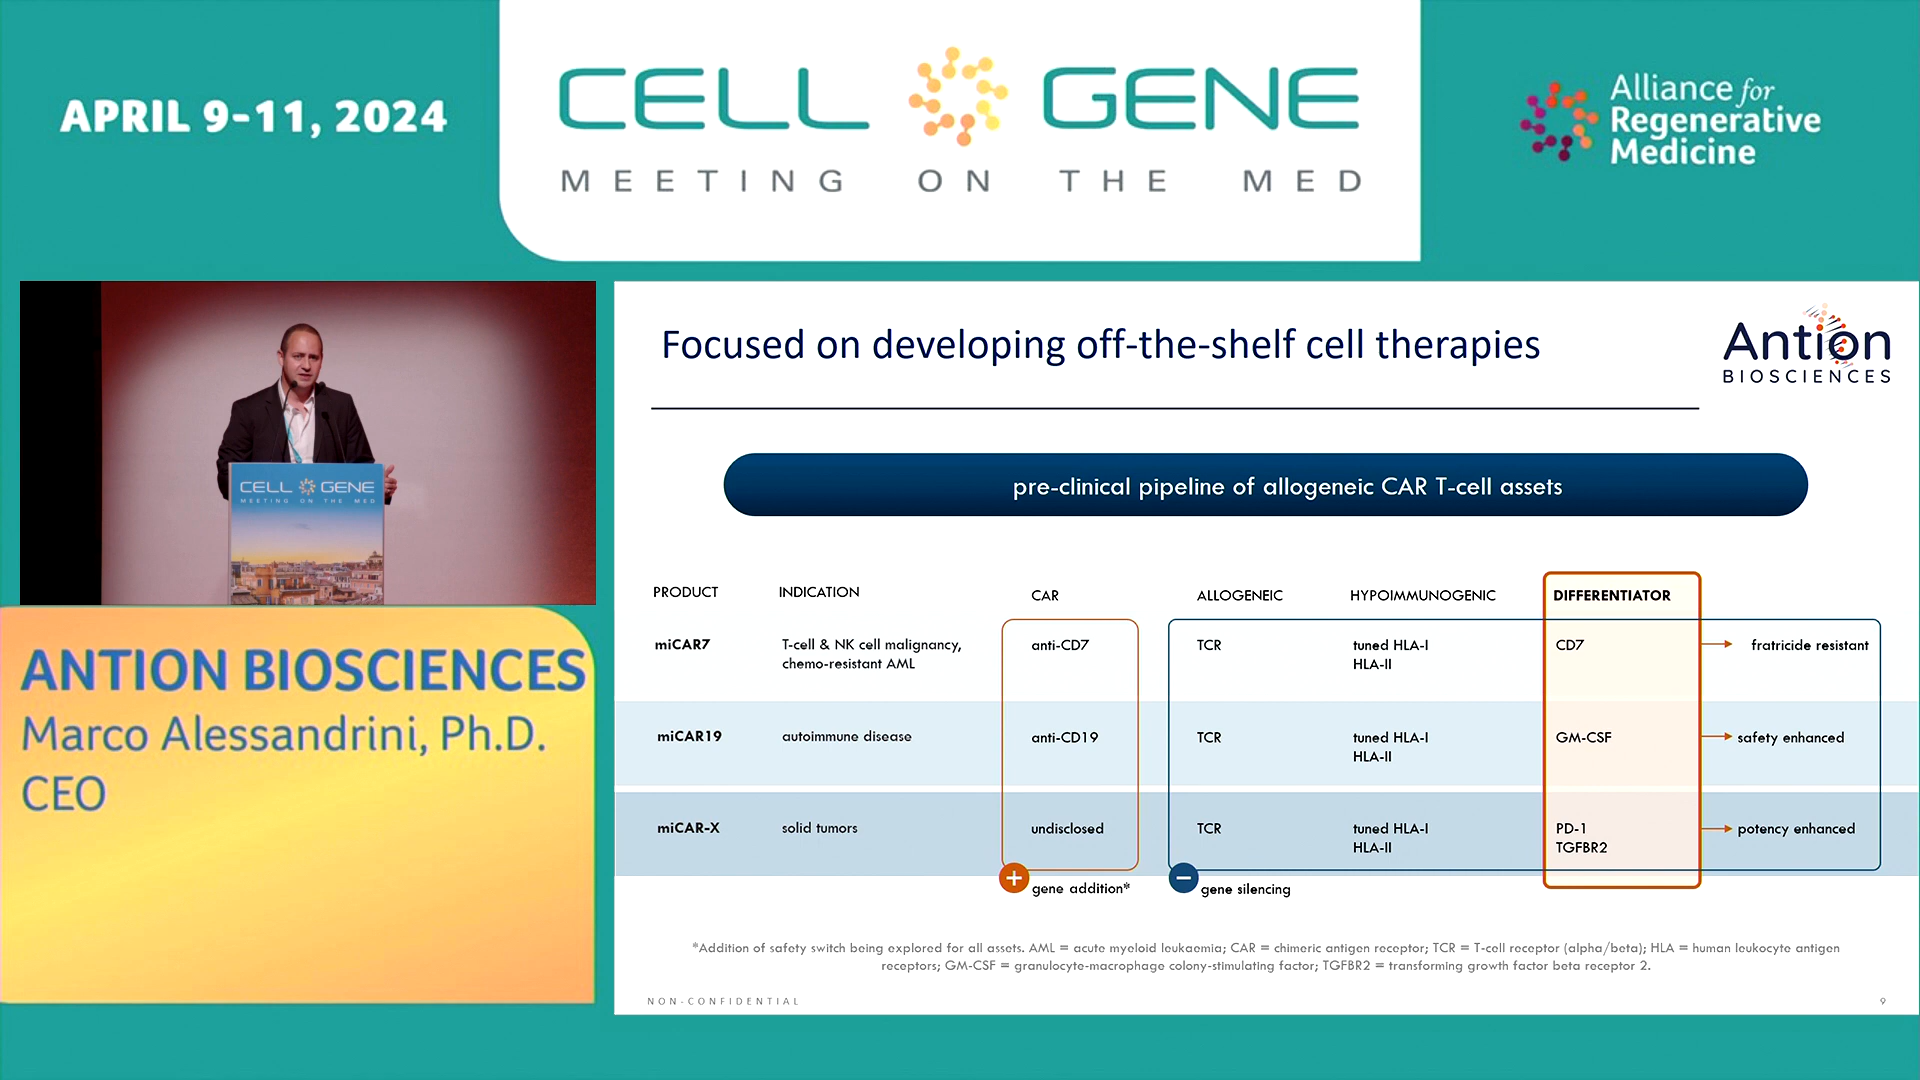 APRIL 9-11, 2024
CELL GENE
MEETING ON THE MED
Alliance for
Regenerative
Medicine
CELL GENE
MEETING ON THE MED
ANTION BIOSCIENCES
Marco Alessandrini, Ph.D.
CEO
Focused on developing off-the-shelf cell therapies
Antion
BIOSCIENCES
pre-clinical pipeline of allogeneic CAR T-cell assets
PRODUCT INDICATION CAR ALLOGENEIC HYPOIMMUNOGENIC DIFFERENTIATOR
miCAR7 T-cell & NK cell malignancy, anti-CD7 TCR tuned HLA-I CD7 fratricide resistant
chemo-resistant AML HLA-II
miCAR19 autoimmune disease anti-CD19 TCR tuned HLA-I GM-CSF safety enhanced
HLA-II
miCAR-X solid tumors undisclosed TCR tuned HLA-I PD-1 potency enhanced
HLA-II TGFBR2
+ gene addition* − gene silencing
*Addition of safety switch being explored for all assets. AML = acute myeloid leukaemia; CAR = chimeric antigen receptor; TCR = T-cell receptor (alpha/beta); HLA = human leukocyte antigen
receptors; GM-CSF = granulocyte-macrophage colony-stimulating factor; TGFBR2 = transforming growth factor beta receptor 2.
NON-CONFIDENTIAL 9